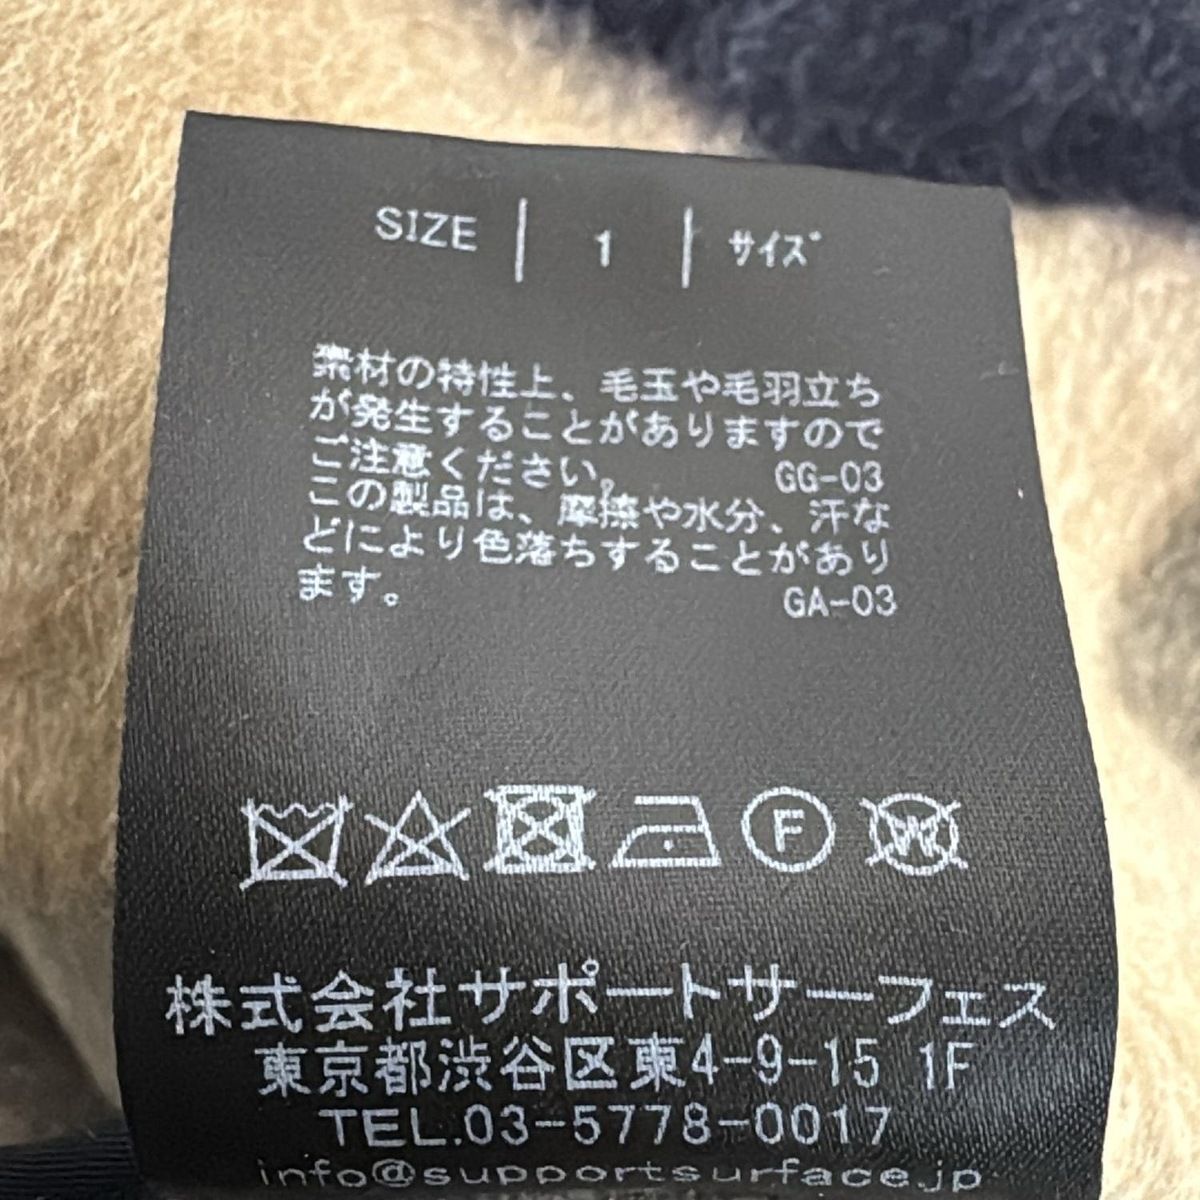 SIZE | 1 | サイズ
素材の特性上、毛玉や毛羽立ち
が発生することがありますので
ご注意ください。 GG-03
この製品は、摩擦や水分、汗な
どにより色落ちすることがあり
ます。 GA-03
F W
株式会社サポートサーフェス
東京都渋谷区東4-9-15 1F
TEL.03-5778-0017
info@supportsurface.jp